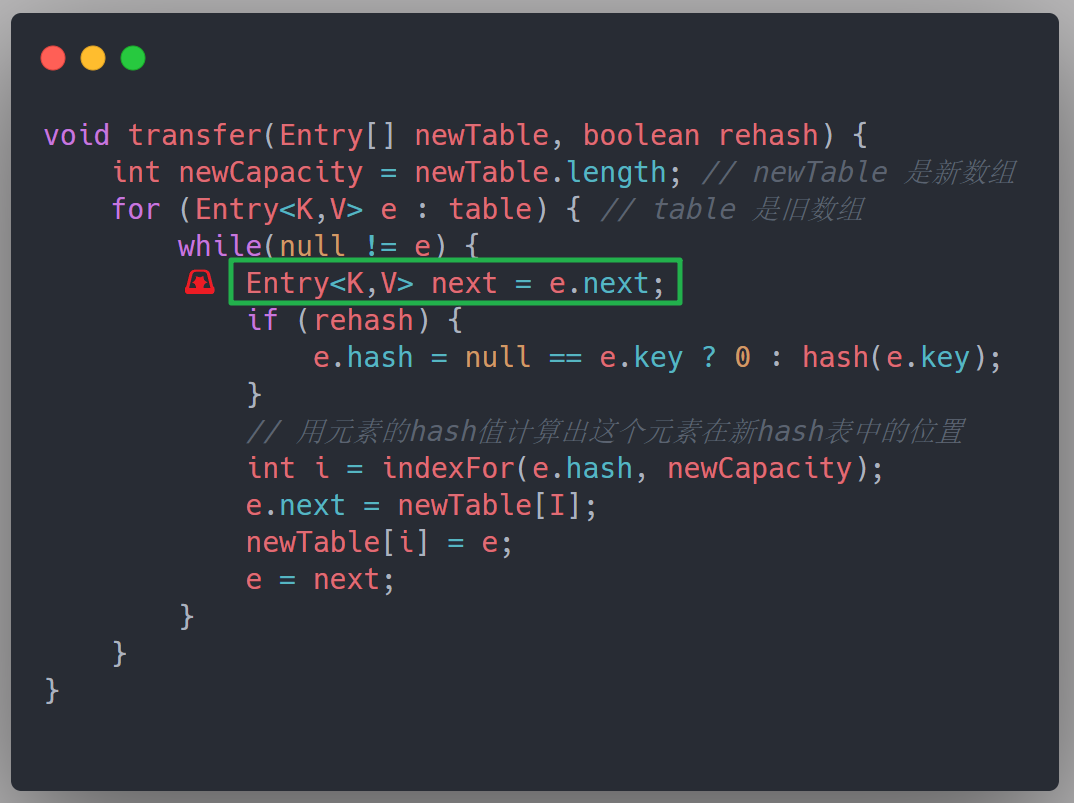 void transfer(Entry[] newTable, boolean rehash) {
    int newCapacity = newTable.length; // newTable 是新数组
    for (Entry<K,V> e : table) { // table 是旧数组
        while(null != e) {
            Entry<K,V> next = e.next;
            if (rehash) {
                e.hash = null == e.key ? 0 : hash(e.key);
            }
            // 用元素的hash值计算出这个元素在新hash表中的位置
            int i = indexFor(e.hash, newCapacity);
            e.next = newTable[I];
            newTable[i] = e;
            e = next;
        }
    }
}